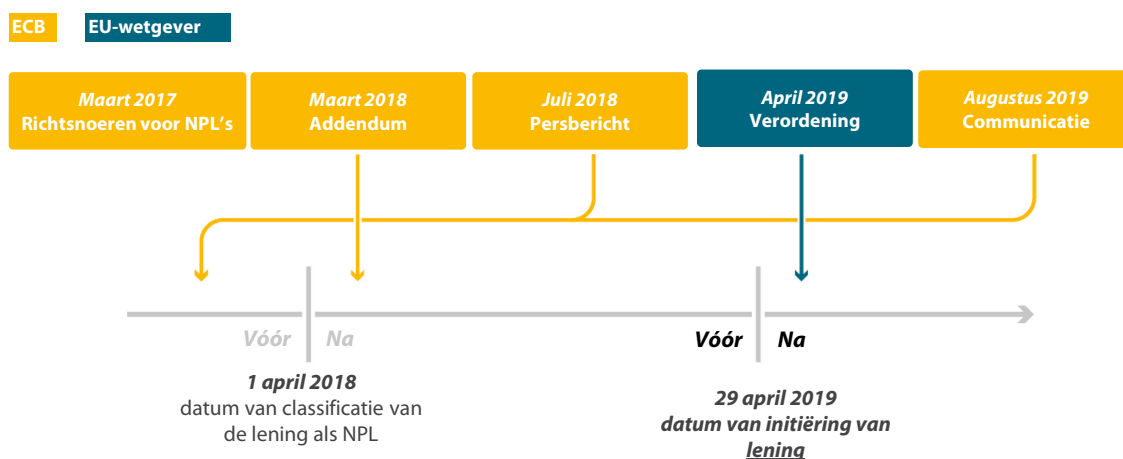 ECB
EU-wetgever
Maart 2017
Richtsnoeren voor NPL's
Maart 2018
Addendum
Juli 2018
Persbericht
April 2019
Verordening
Augustus 2019
Communicatie
Vóór
Na
Vóór
Na
1 april 2018
datum van classificatie van
de lening als NPL
29 april 2019
datum van initiëring van
lening